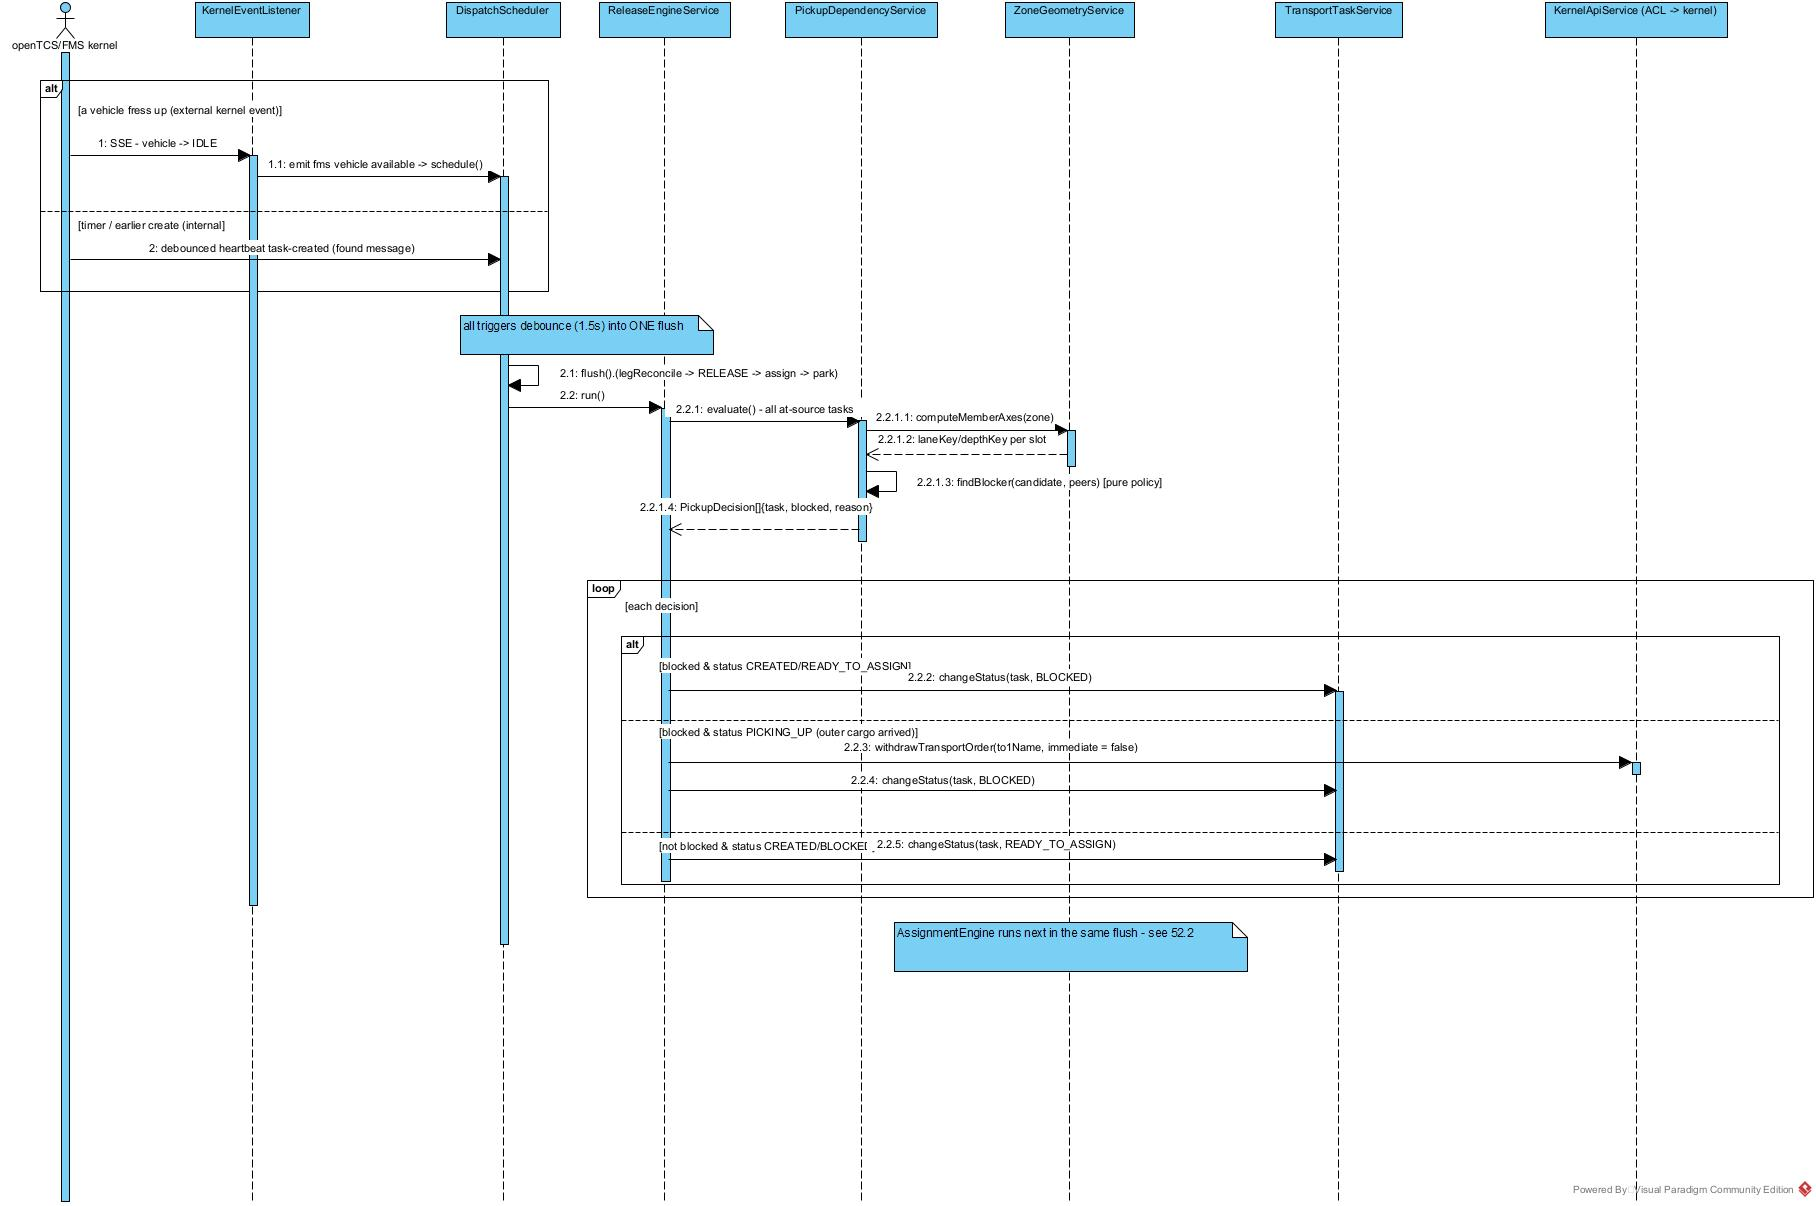 openTCS/FMS kernel
KernelEventListener
DispatchScheduler
ReleaseEngineService
PickupDependencyService
ZoneGeometryService
TransportTaskService
KernelApiService (ACL -> kernel)
alt
[a vehicle fress up (external kernel event)]
1: SSE - vehicle -> IDLE
1.1: emit fms vehicle available -> schedule()
[timer / earlier create (internal]
2: debounced heartbeat task-created (found message)
all triggers debounce (1.5s) into ONE flush
2.1: flush().(legReconcile -> RELEASE -> assign -> park)
2.2: run()
2.2.1: evaluate() - all at-source tasks
2.2.1.1: computeMemberAxes(zone)
2.2.1.2: laneKey/depthKey per slot
2.2.1.3: findBlocker(candidate, peers) [pure policy]
2.2.1.4: PickupDecision[]{task, blocked, reason}
loop
[each decision]
alt
[blocked & status CREATED/READY_TO_ASSIGN]
2.2.2: changeStatus(task, BLOCKED)
[blocked & status PICKING_UP (outer cargo arrived)]
2.2.3: withdrawTransportOrder(to1Name, immediate = false)
2.2.4: changeStatus(task, BLOCKED)
[not blocked & status CREATED/BLOCKED
2.2.5: changeStatus(task, READY_TO_ASSIGN)
AssignmentEngine runs next in the same flush - see 52.2
Powered By Visual Paradigm Community Edition